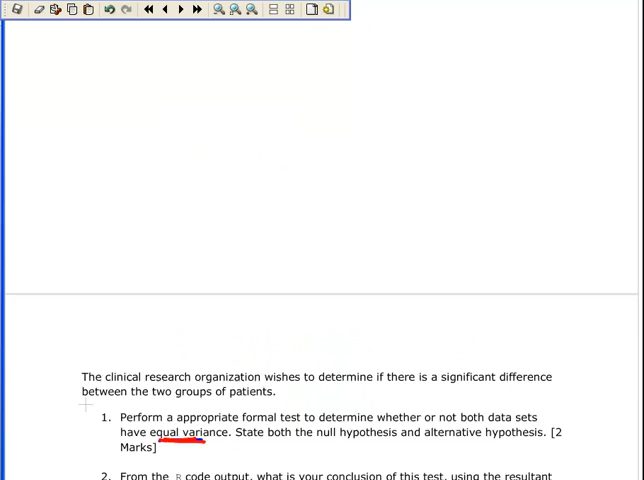 The clinical research organization wishes to determine if there is a significant difference
between the two groups of patients.
1. Perform a appropriate formal test to determine whether or not both data sets
have equal variance. State both the null hypothesis and alternative hypothesis. [2
Marks]
2. From the R code output, what is your conclusion of this test, using the resultant